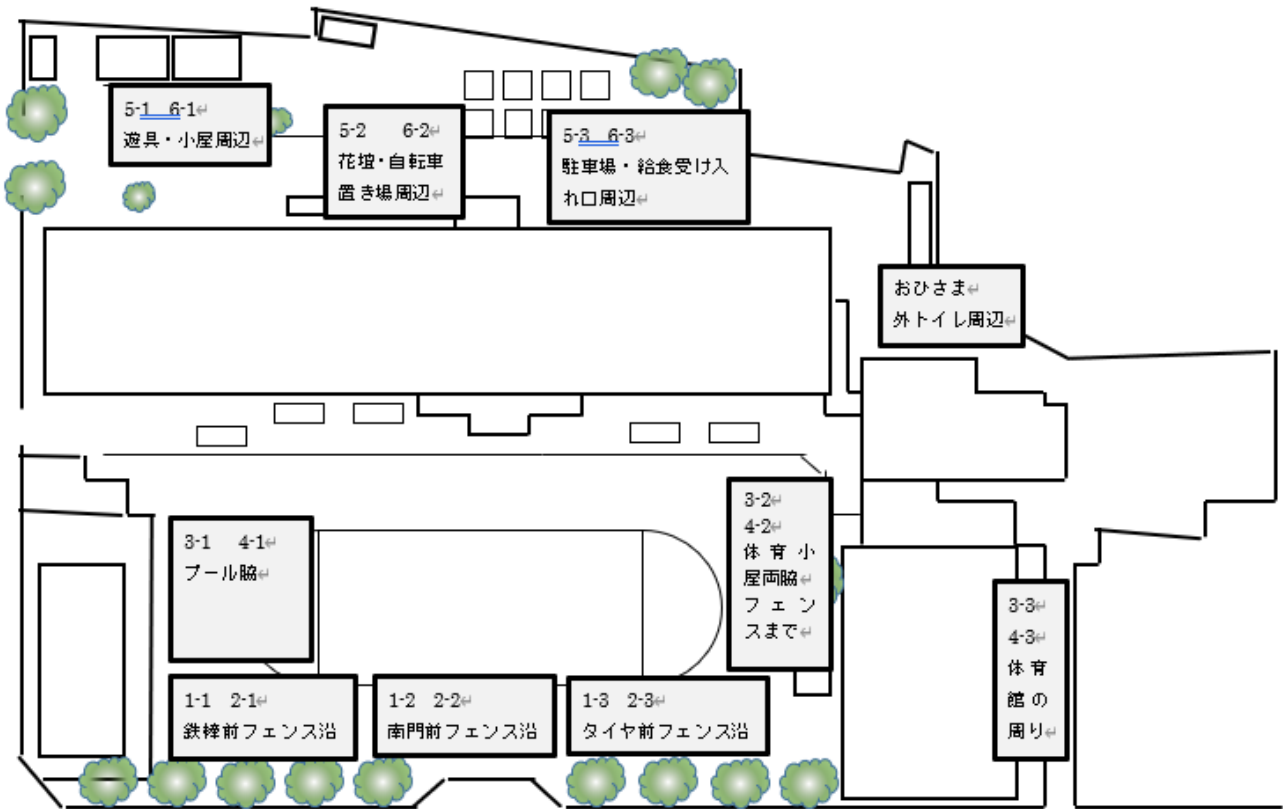 5-1 6-1
遊具・小屋周辺
5-2 6-2
花壇・自転車
置き場周辺
5-3 6-3
駐車場・給食受け入
れ口周辺
おひさま
外トイレ周辺
3-1 4-1
プール脇
3-2
4-2
体育小
屋両脇
フェン
スまで
3-3
4-3
体育
館の
周り
1-1 2-1
鉄棒前フェンス沿
1-2 2-2
南門前フェンス沿
1-3 2-3
タイヤ前フェンス沿